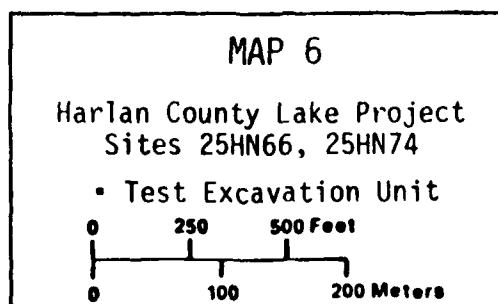 MAP 6
Harlan County Lake Project
Sites 25HN66, 25HN74
▪ Test Excavation Unit
0 250 500 Feet
0 100 200 Meters